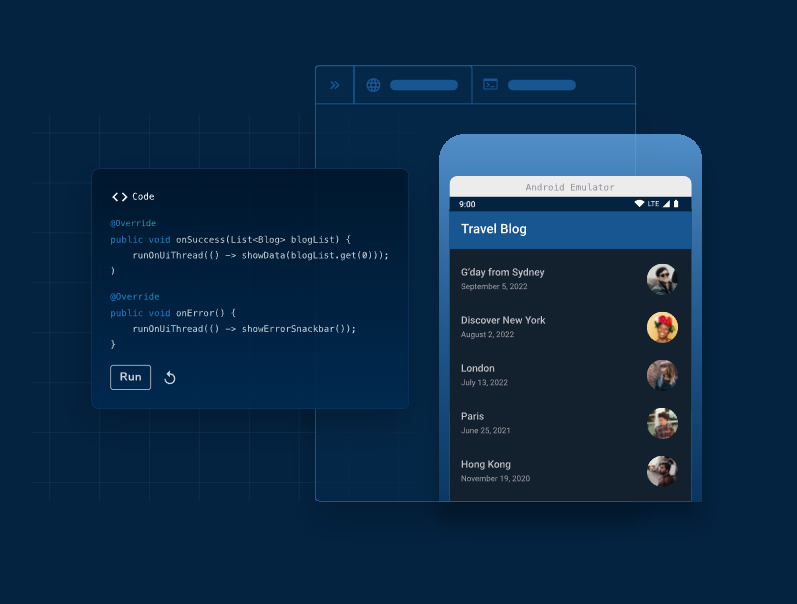 <> Code
@Override
public void onSuccess(List<Blog> blogList) {
runOnUiThread(() -> showData(blogList.get(0)));
)
@Override
public void onError() {
runOnUiThread(() -> showErrorSnackbar());
}
Run
Android Emulator
9:00 LTE
Travel Blog
G'day from Sydney
September 5, 2022
Discover New York
August 2, 2022
London
July 13, 2022
Paris
June 25, 2021
Hong Kong
November 19, 2020